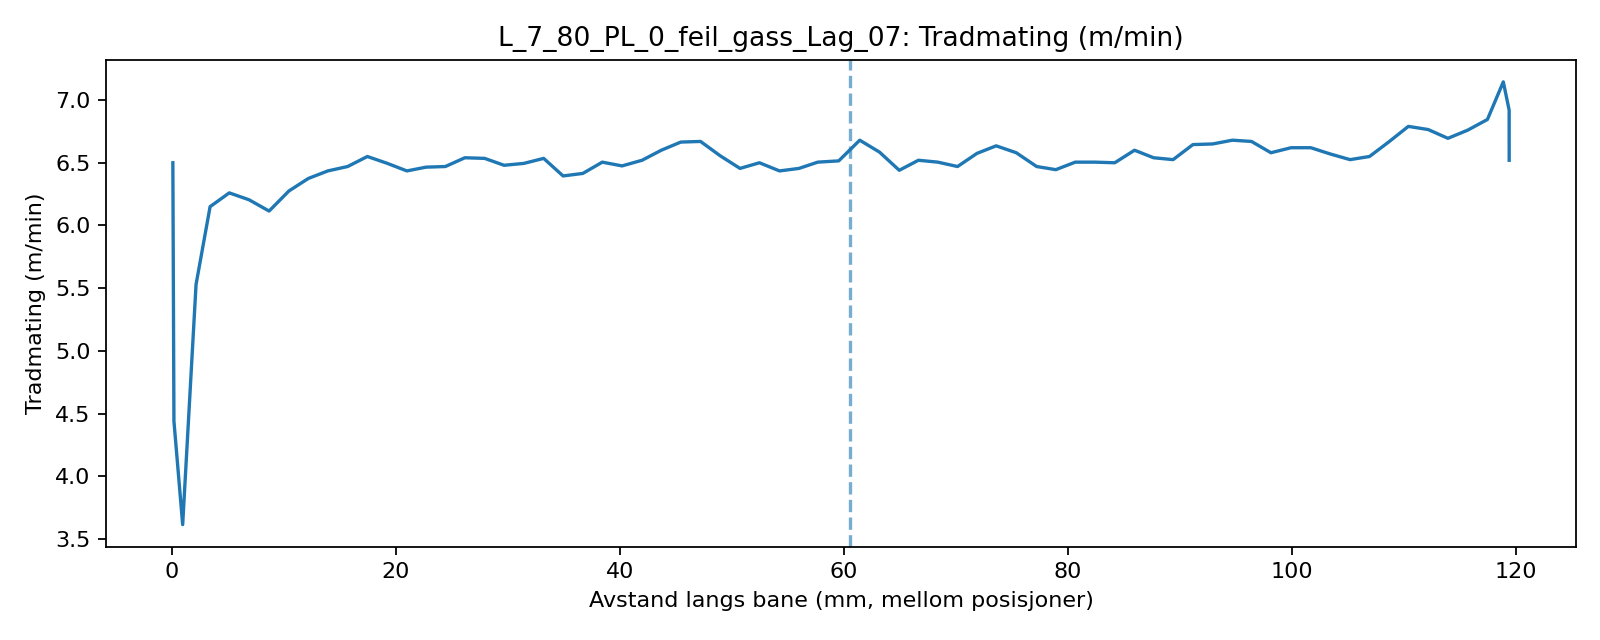 L_7_80_PL_0_feil_gass_Lag_07: Tradmating (m/min)
Tradmating (m/min)
7.0
6.5
6.0
5.5
5.0
4.5
4.0
3.5
0 20 40 60 80 100 120
Avstand langs bane (mm, mellom posisjoner)